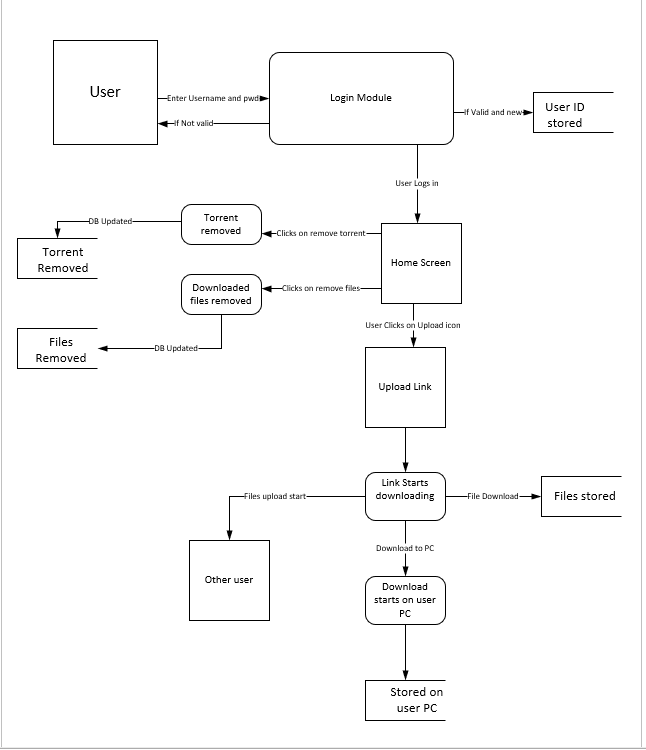 User
Enter Username and pwd
If Not valid
Login Module
If Valid and new
User ID
stored
User Logs in
Home Screen
Clicks on remove torrent
Torrent
removed
DB Updated
Torrent
Removed
Clicks on remove files
Downloaded
files removed
DB Updated
Files
Removed
User Clicks on Upload icon
Upload Link
Link Starts
downloading
Files upload start
File Download
Files stored
Other user
Download to PC
Download
starts on user
PC
Stored on
user PC